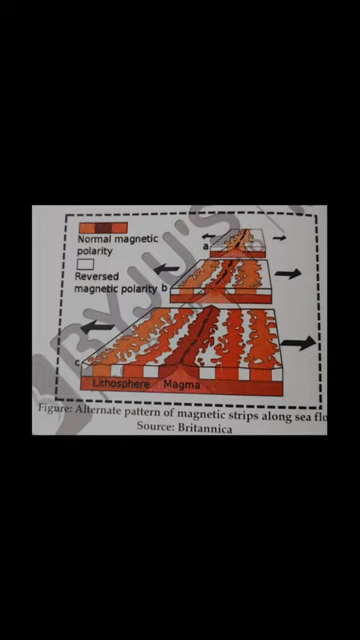 Normal magnetic
polarity
Reversed
magnetic polarity
a
b
c
Lithosphere Magma
Figure: Alternate pattern of magnetic strips along sea flo
Source: Britannica
BYJU'S